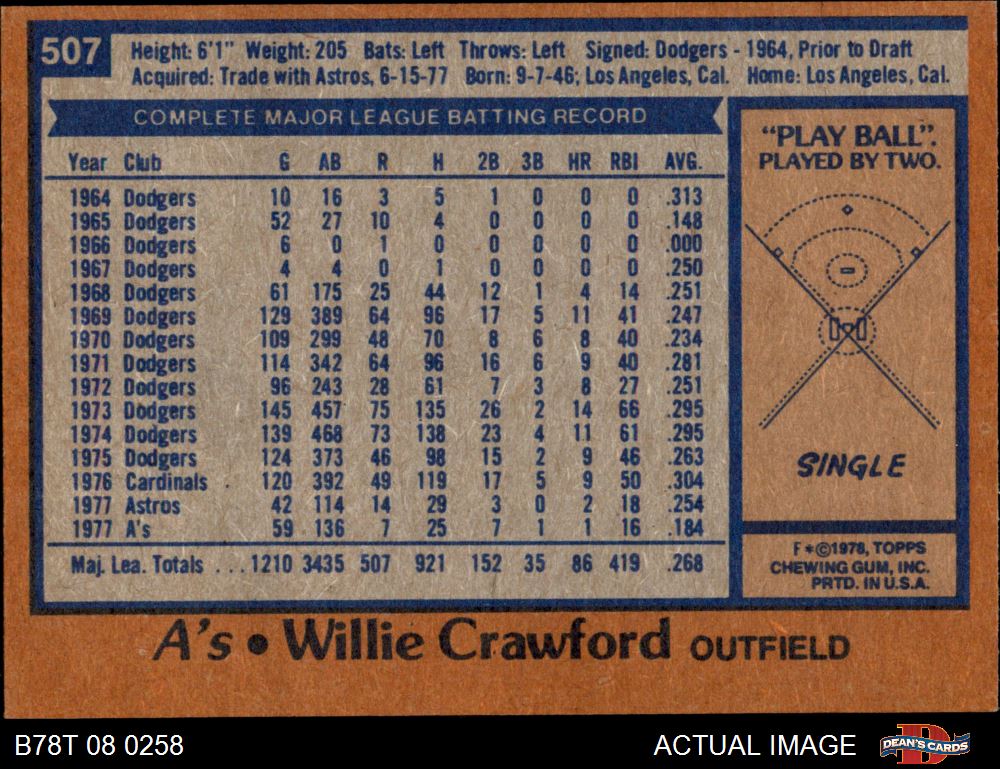 507
Height: 6'1" Weight: 205 Bats: Left Throws: Left Signed: Dodgers - 1964, Prior to Draft
Acquired: Trade with Astros, 6-15-77 Born: 9-7-46; Los Angeles, Cal. Home: Los Angeles, Cal.
COMPLETE MAJOR LEAGUE BATTING RECORD
Year Club G AB R H 2B 3B HR RBI AVG.
1964 Dodgers 10 16 3 5 1 0 0 0 .313
1965 Dodgers 52 27 10 4 0 0 0 0 .148
1966 Dodgers 6 0 1 0 0 0 0 0 .000
1967 Dodgers 4 4 0 1 0 0 0 0 .250
1968 Dodgers 61 175 25 44 12 1 4 14 .251
1969 Dodgers 129 389 64 96 17 5 11 41 .247
1970 Dodgers 109 299 48 70 8 6 8 40 .234
1971 Dodgers 114 342 64 96 16 6 9 40 .281
1972 Dodgers 96 243 28 61 7 3 8 27 .251
1973 Dodgers 145 457 75 135 26 2 14 66 .295
1974 Dodgers 139 468 73 138 23 4 11 61 .295
1975 Dodgers 124 373 46 98 15 2 9 46 .263
1976 Cardinals . 120 392 49 119 17 5 9 50 .304
1977 Astros 42 114 14 29 3 0 2 18 .254
1977 A's 59 136 7 25 7 1 1 16 .184
Maj. Lea. Totals ... 1210 3435 507 921 152 35 86 419 .268
"PLAY BALL".
PLAYED BY TWO.
SINGLE
F*©1978, TOPPS
CHEWING GUM, INC.
PRTD. IN U.S.A.
A's • Willie Crawford OUTFIELD
B78T 08 0258
ACTUAL IMAGE
D
DEAN'S CARDS